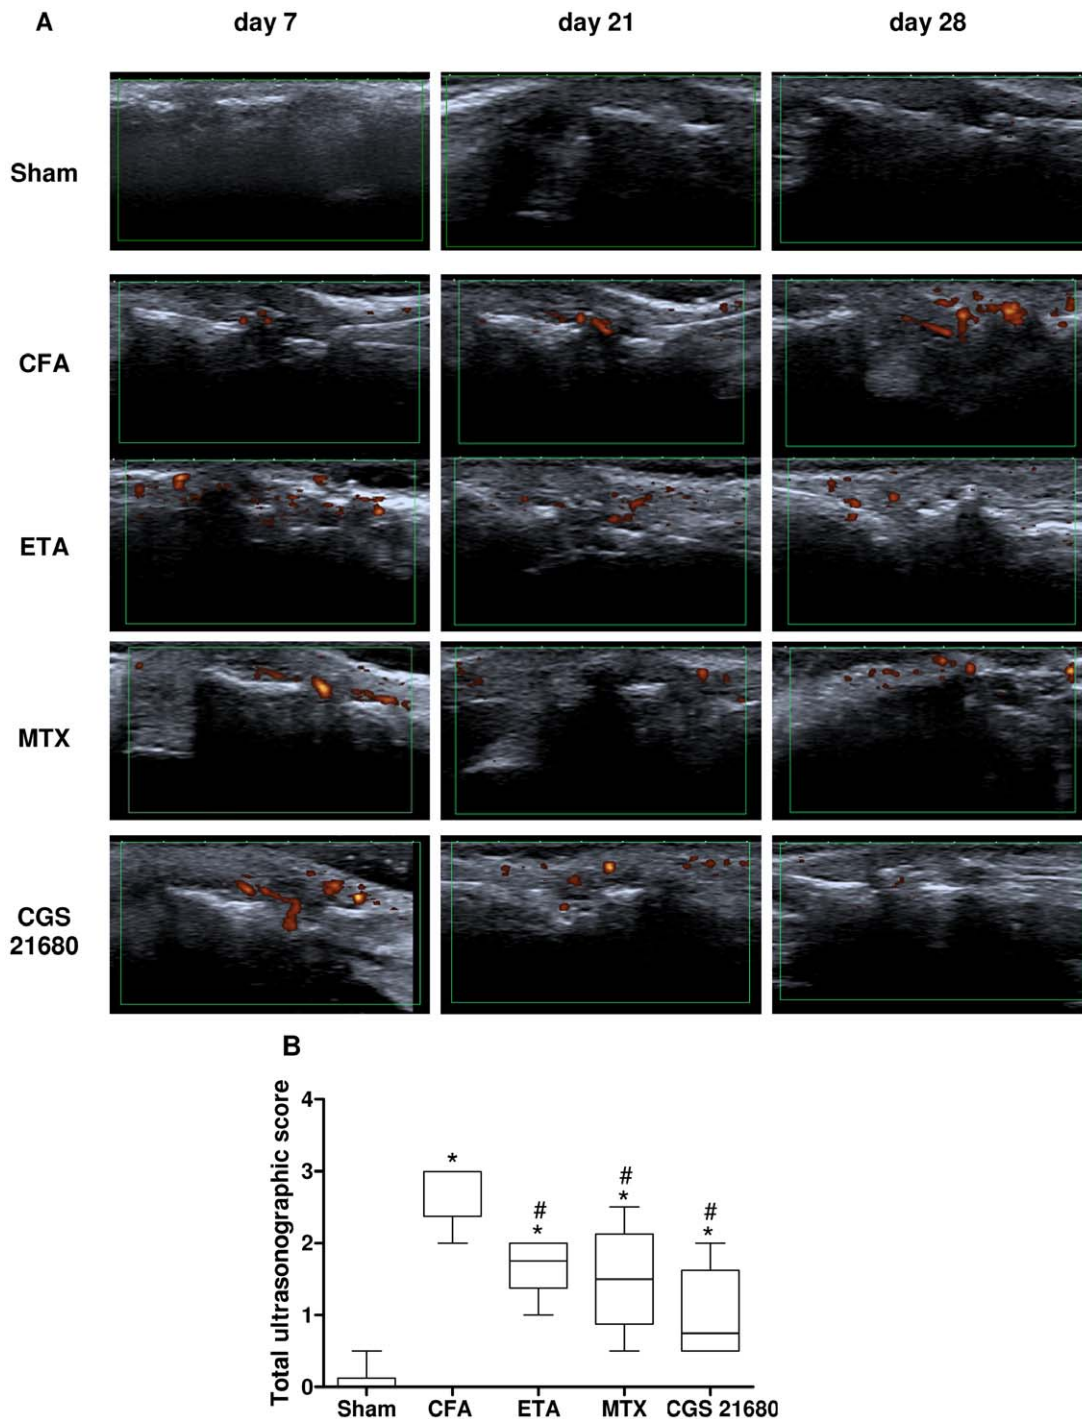 A day 7 day 21 day 28
Sham
CFA
ETA
MTX
CGS
21680
B
Total ultrasonographic score
4
3
2
1
0
*
#
*
#
*
#
*
Sham CFA ETA MTX CGS 21680